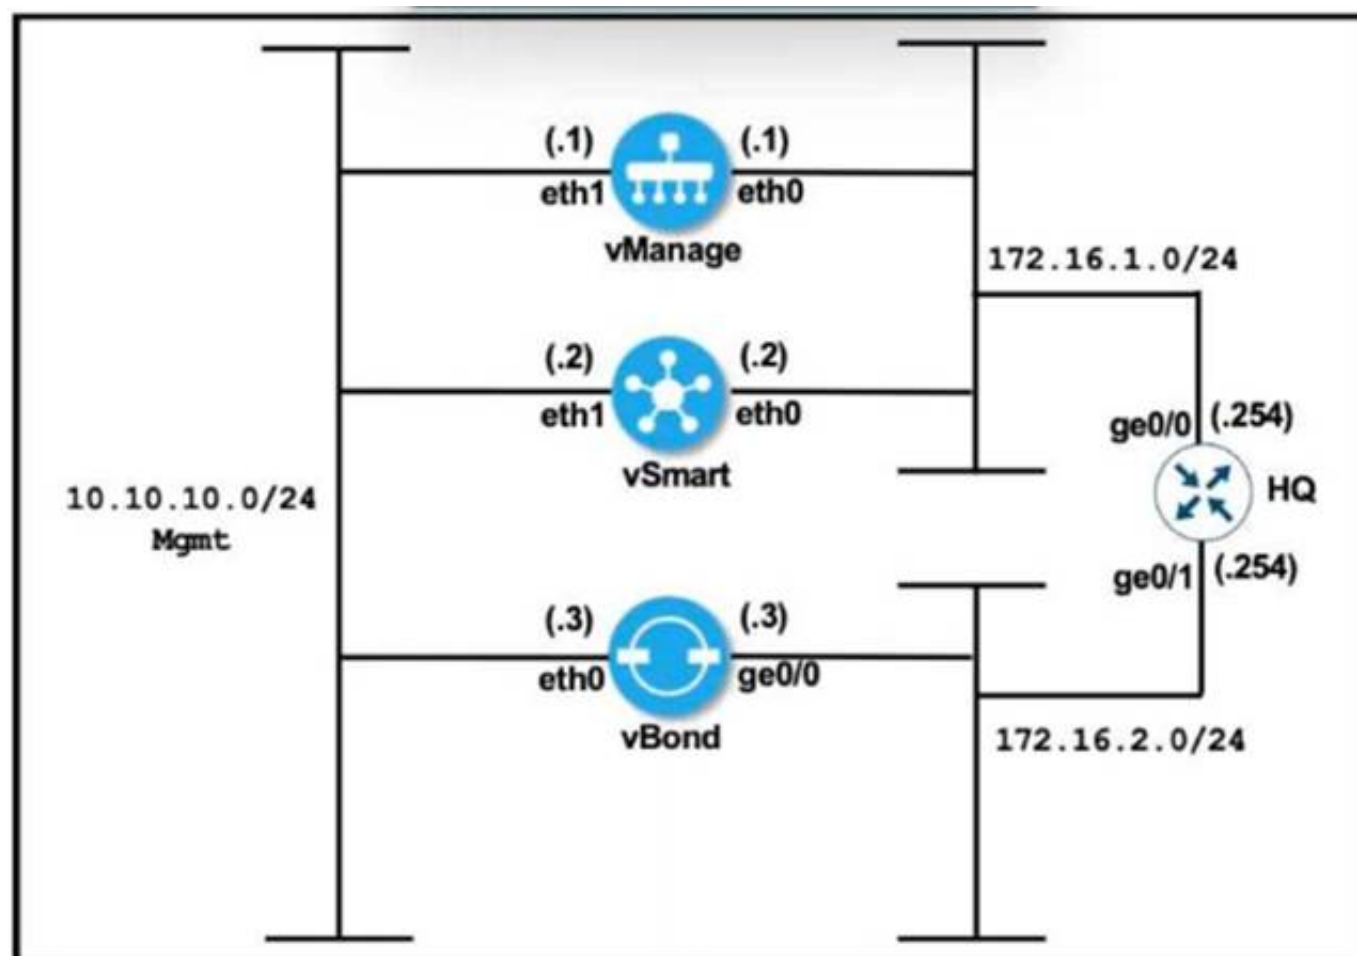 (.1) (.1)
eth1 eth0
vManage
172.16.1.0/24
(.2) (.2)
eth1 eth0
vSmart
ge0/0 (.254)
HQ
10.10.10.0/24
Mgmt
ge0/1 (.254)
(.3) (.3)
eth0 ge0/0
vBond
172.16.2.0/24